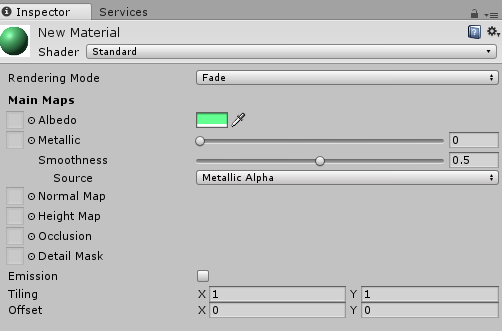 Inspector Services
New Material
Shader Standard
Rendering Mode Fade
Main Maps
Albedo
Metallic 0
Smoothness 0.5
Source Metallic Alpha
Normal Map
Height Map
Occlusion
Detail Mask
Emission
Tiling X 1 Y 1
Offset X 0 Y 0